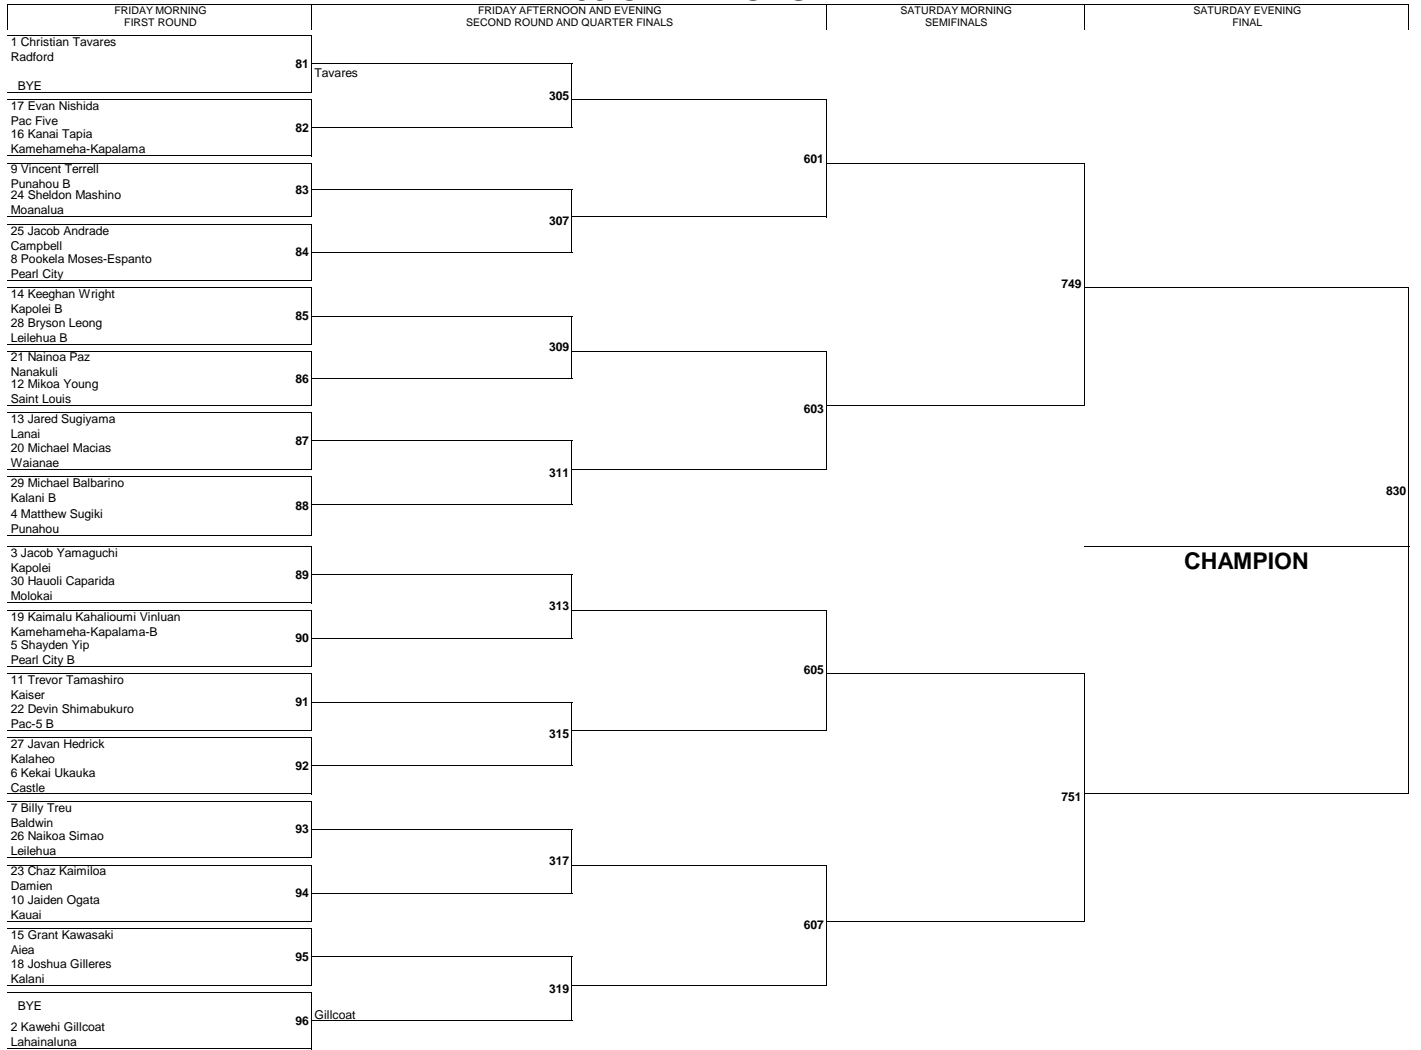 FRIDAY MORNING
FIRST ROUND
FRIDAY AFTERNOON AND EVENING
SECOND ROUND AND QUARTER FINALS
SATURDAY MORNING
SEMIFINALS
SATURDAY EVENING
FINAL
1 Christian Tavares
Radford
81
BYE
Tavares
305
17 Evan Nishida
Pac Five
82
16 Kanai Tapia
Kamehameha-Kapalama
601
9 Vincent Terrell
Punahou B
83
24 Sheldon Mashino
Moanalua
307
25 Jacob Andrade
Campbell
84
8 Pookela Moses-Espanto
Pearl City
749
14 Keeghan Wright
Kapolei B
85
28 Bryson Leong
Leilehua B
309
21 Nainoa Paz
Nanakuli
86
12 Mikoa Young
Saint Louis
603
13 Jared Sugiyama
Lanai
87
20 Michael Macias
Waianae
311
29 Michael Balbarino
Kalani B
88
4 Matthew Sugiki
Punahou
830
CHAMPION
3 Jacob Yamaguchi
Kapolei
89
30 Hauoli Caparida
Molokai
313
19 Kaimalu Kahalioumi Vinluan
Kamehameha-Kapalama-B
90
5 Shayden Yip
Pearl City B
605
11 Trevor Tamashiro
Kaiser
91
22 Devin Shimabukuro
Pac-5 B
315
27 Javan Hedrick
Kalaheo
92
6 Kekai Ukauka
Castle
751
7 Billy Treu
Baldwin
93
26 Naikoa Simao
Leilehua
317
23 Chaz Kaimiloa
Damien
94
10 Jaiden Ogata
Kauai
607
15 Grant Kawasaki
Aiea
95
18 Joshua Gilleres
Kalani
319
BYE
96
Gillcoat
2 Kawehi Gillcoat
Lahainaluna